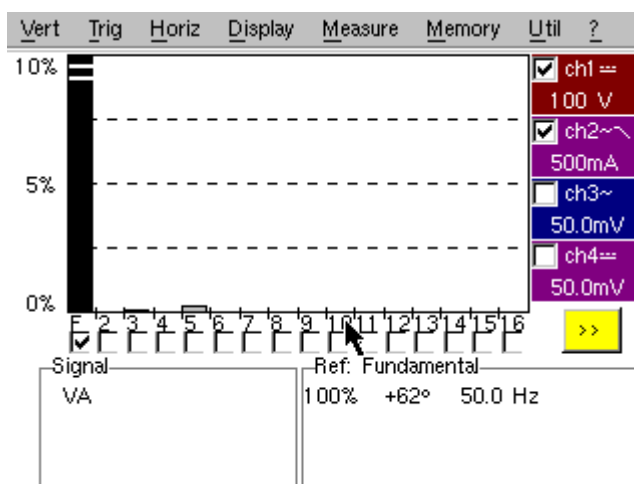 Vert Trig Horiz Display Measure Memory Util ?
10%
ch1
100 V
ch2~
500mA
5%
ch3~
50.0mV
ch4
50.0mV
0%
F 2 3 4 5 6 7 8 9 10 11 12 13 14 15 16
>>
Signal
VA
Ref: Fundamental
100% +62° 50.0 Hz